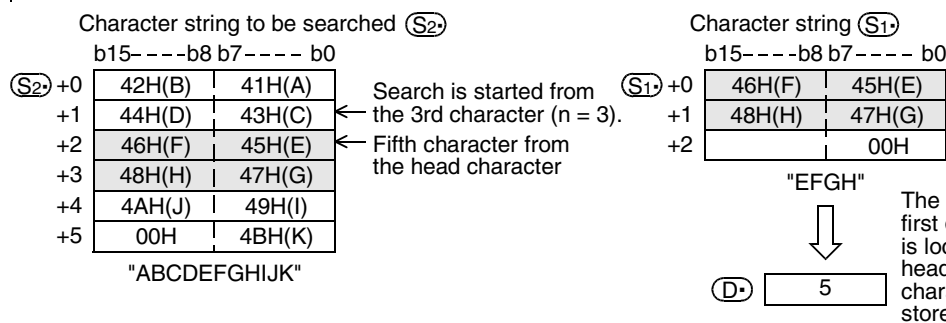 Character string to be searched (S2•)
b15----b8 b7---- b0
(S2•) +0 42H(B) 41H(A)
+1 44H(D) 43H(C)
+2 46H(F) 45H(E)
+3 48H(H) 47H(G)
+4 4AH(J) 49H(I)
+5 00H 4BH(K)
"ABCDEFGHIJK"
Search is started from
the 3rd character (n = 3).
Fifth character from
the head character
Character string (S1•)
b15----b8 b7---- b0
(S1•) +0 46H(F) 45H(E)
+1 48H(H) 47H(G)
+2 00H
"EFGH"
(D•) 5
The
first
is
head